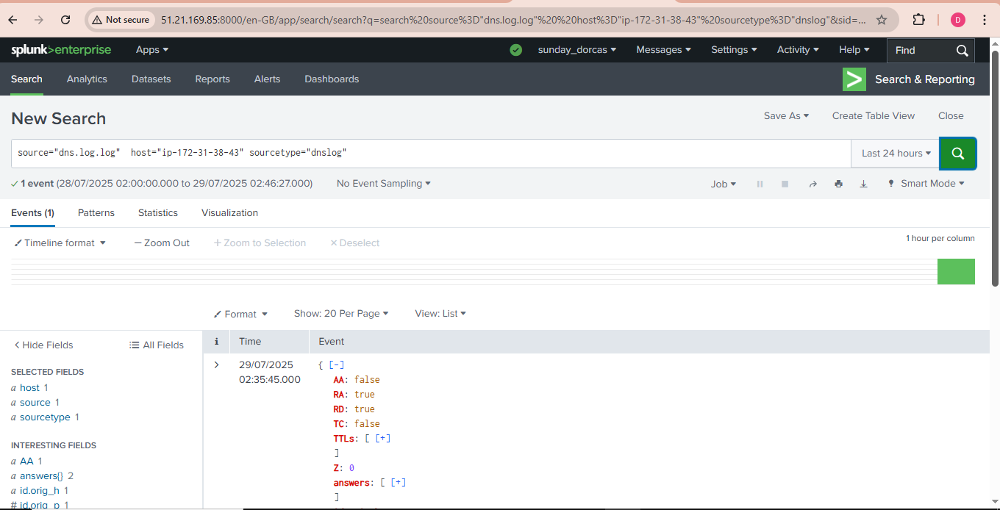 Not secure
51.21.169.85:8000/en-GB/app/search/search?q=search%20source%3D"dns.log.log"%20%20host%3D"ip-172-31-38-43"%20sourcetype%3D"dnslog"&sid=...
D
splunk>enterprise
Apps
sunday_dorcas
Messages
Settings
Activity
Help
Find
Search
Analytics
Datasets
Reports
Alerts
Dashboards
Search & Reporting
New Search
Save As
Create Table View
Close
source="dns.log.log"  host="ip-172-31-38-43" sourcetype="dnslog"
Last 24 hours
1 event (28/07/2025 02:00:00.000 to 29/07/2025 02:46:27.000)
No Event Sampling
Job
Smart Mode
Events (1)
Patterns
Statistics
Visualization
Timeline format
— Zoom Out
+ Zoom to Selection
× Deselect
1 hour per column
Format
Show: 20 Per Page
View: List
< Hide Fields
All Fields
i
Time
Event
SELECTED FIELDS
a host 1
a source 1
a sourcetype 1
INTERESTING FIELDS
a AA 1
a answers{} 2
a id.orig_h 1
# id.orig_p 1
>
29/07/2025
02:35:45.000
{ [-]
AA: false
RA: true
RD: true
TC: false
TTLs: [ [+]
]
Z: 0
answers: [ [+]
]